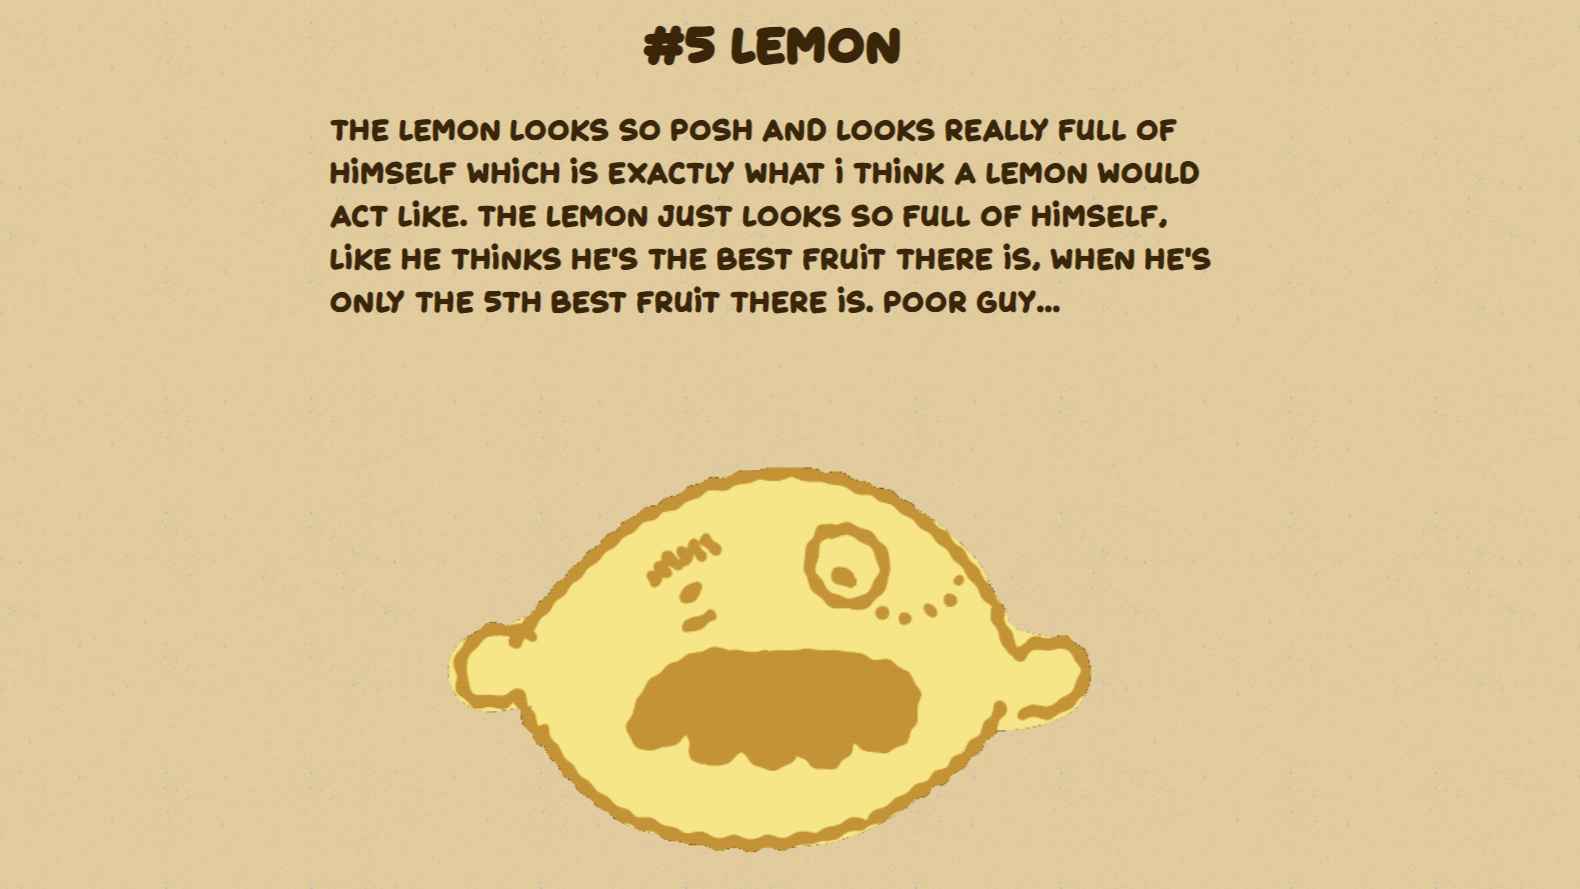 #5 LEMON
THE LEMON LOOKS SO POSH AND LOOKS REALLY FULL OF
HiMSELF WHiCH iS EXACTLY WHAT i THiNK A LEMON WOULD
ACT LiKE. THE LEMON JUST LOOKS SO FULL OF HiMSELF,
LiKE HE THiNKS HE'S THE BEST FRUiT THERE iS, WHEN HE'S
ONLY THE 5TH BEST FRUiT THERE iS. POOR GUY...